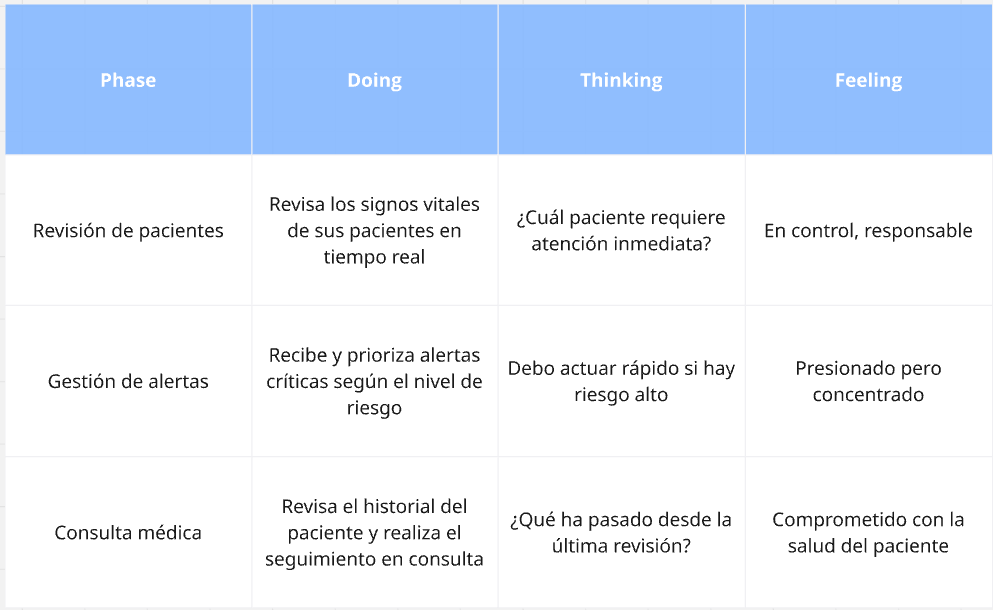 Phase
Doing
Thinking
Feeling
Revisión de pacientes
Revisa los signos vitales
de sus pacientes en
tiempo real
¿Cuál paciente requiere
atención inmediata?
En control, responsable
Gestión de alertas
Recibe y prioriza alertas
críticas según el nivel de
riesgo
Debo actuar rápido si hay
riesgo alto
Presionado pero
concentrado
Consulta médica
Revisa el historial del
paciente y realiza el
seguimiento en consulta
¿Qué ha pasado desde la
última revisión?
Comprometido con la
salud del paciente